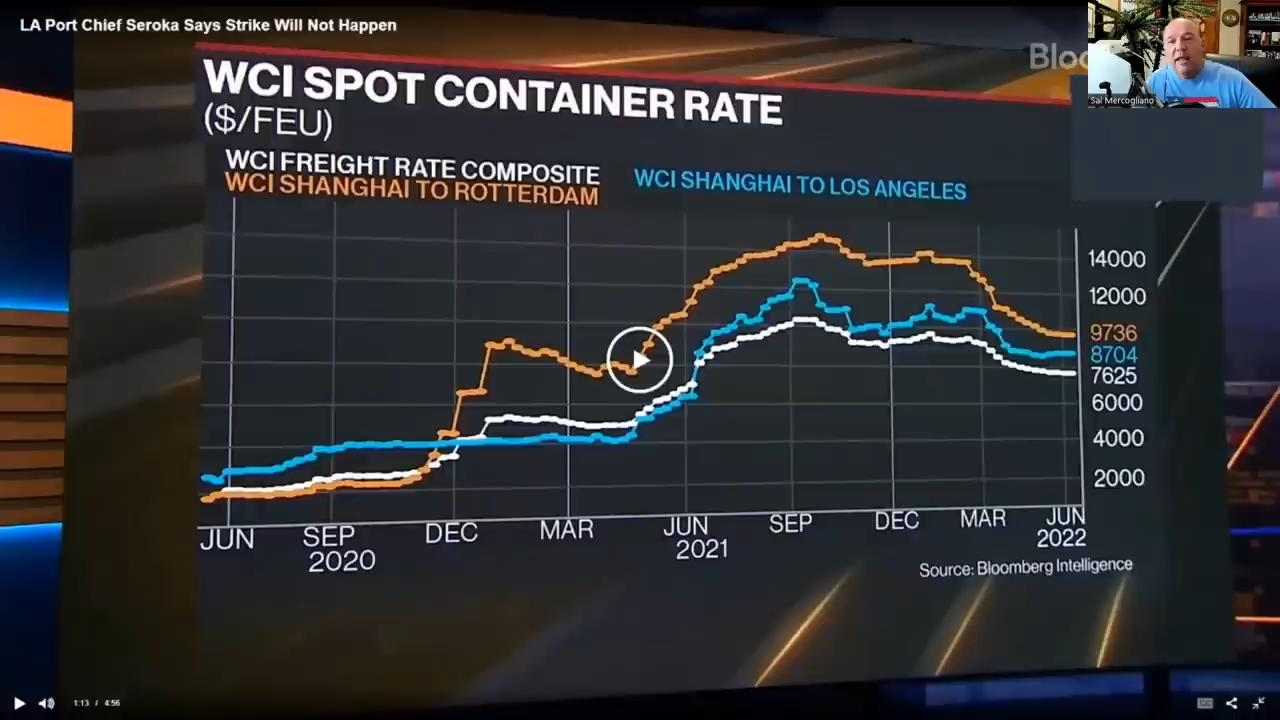 LA Port Chief Seroka Says Strike Will Not Happen
Sal Mercogliano
WCI SPOT CONTAINER RATE
($/FEU)
WCI FREIGHT RATE COMPOSITE
WCI SHANGHAI TO ROTTERDAM
WCI SHANGHAI TO LOS ANGELES
14000
12000
9736
8704
7625
6000
4000
2000
JUN SEP DEC MAR JUN SEP DEC MAR JUN
2020 2021 2022
Source: Bloomberg Intelligence
1:13 / 4:56
CC